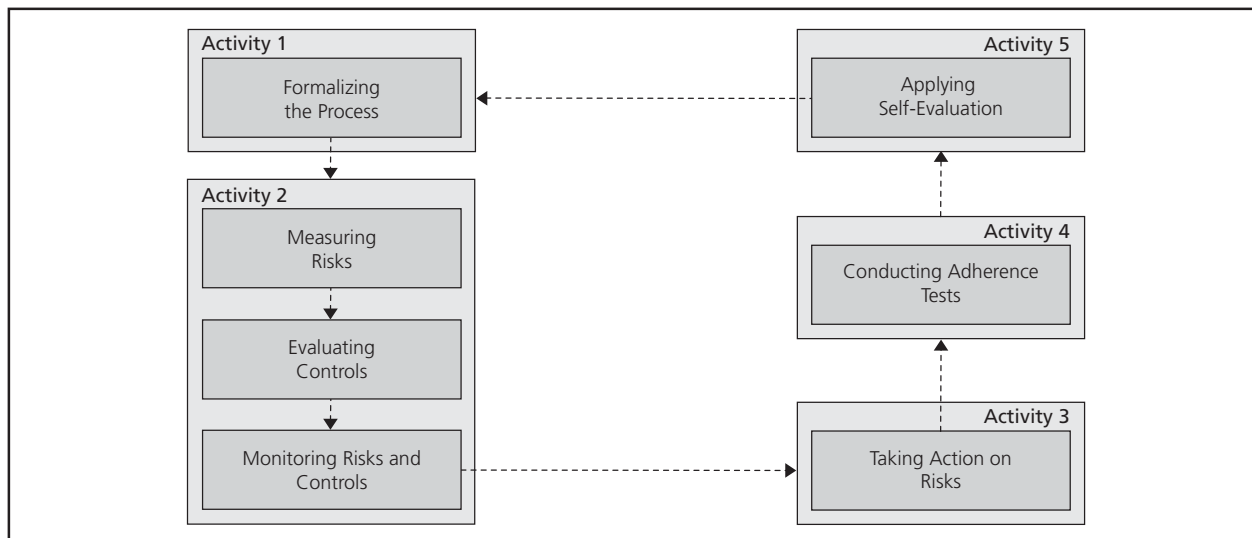 Activity 1
Formalizing
the Process
Activity 2
Measuring
Risks
Evaluating
Controls
Monitoring Risks and
Controls
Activity 3
Taking Action on
Risks
Activity 4
Conducting Adherence
Tests
Activity 5
Applying
Self-Evaluation